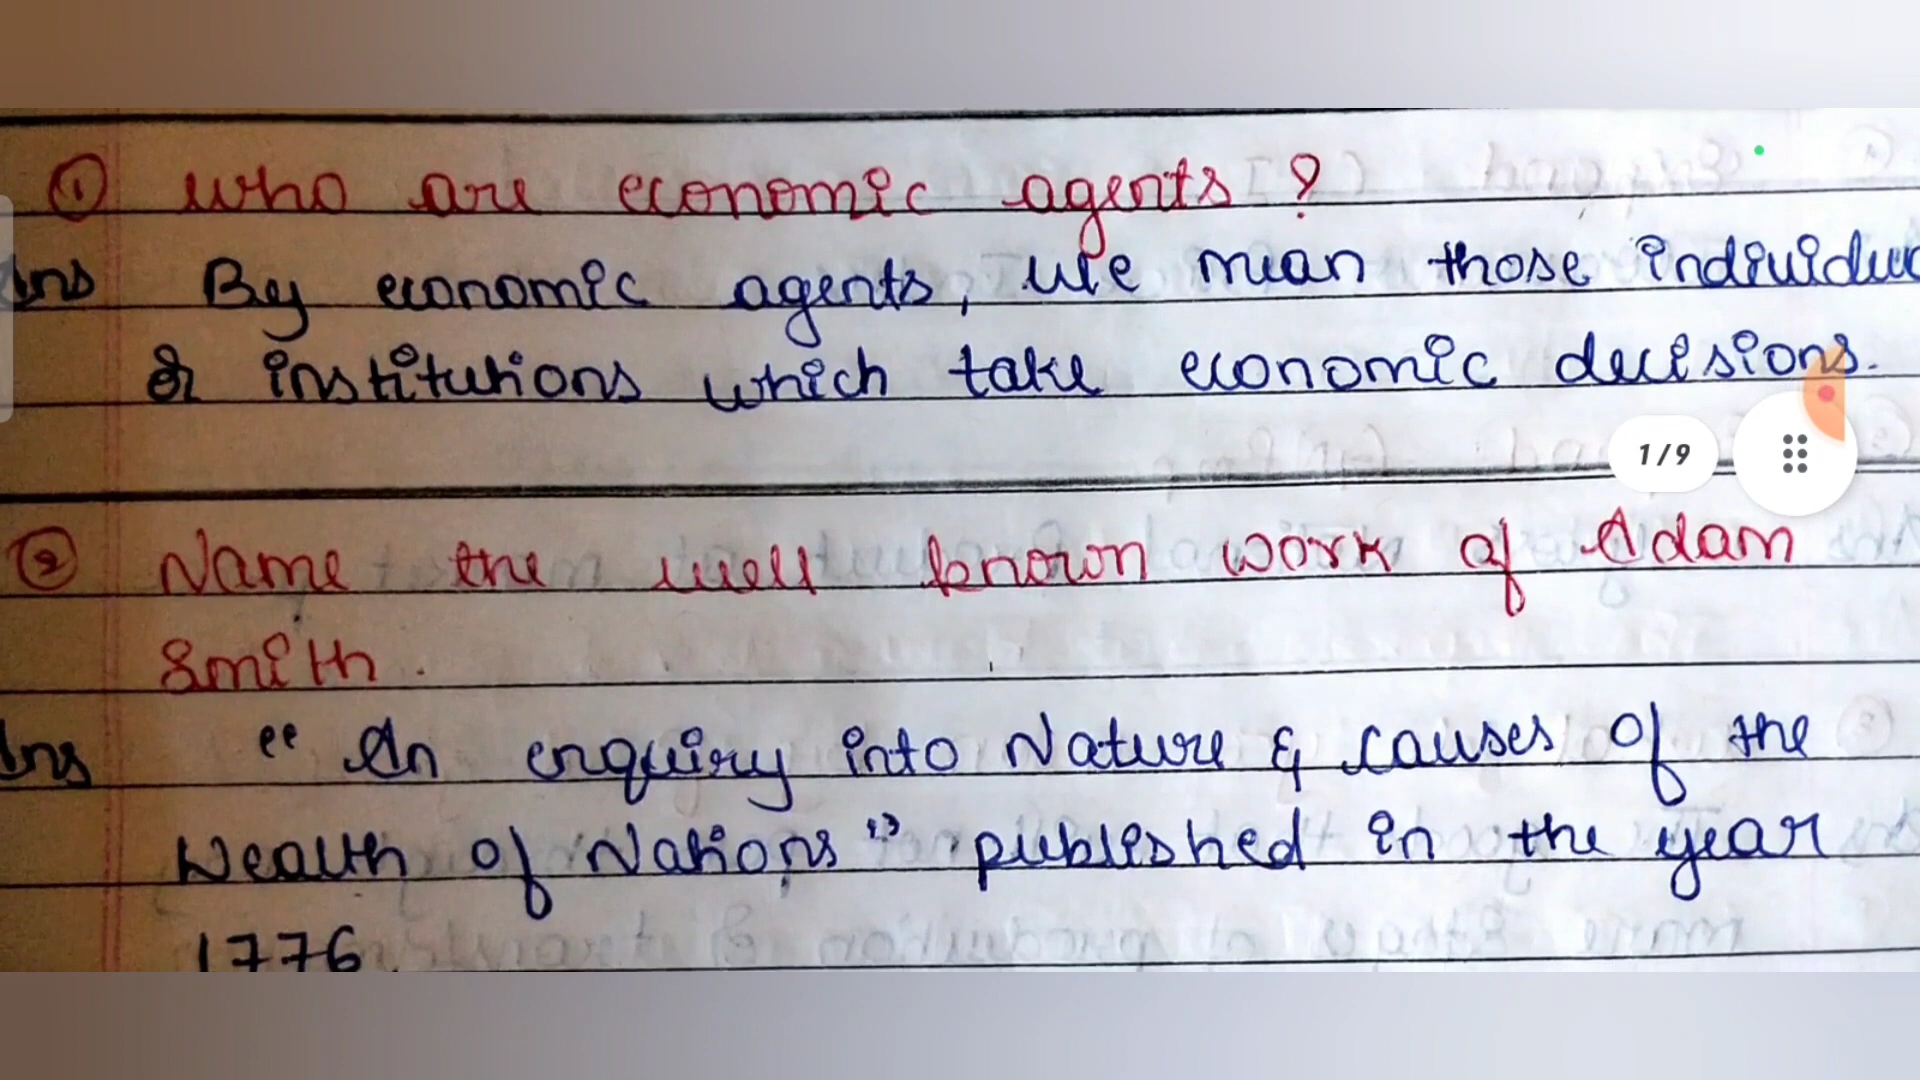 ① Who are economic agents?
Ans By economic agents, we mean those individu
or institutions which take economic decisions.
1/9
② Name the well known work of Adam
Smith.
Ans "An enquiry into Nature & causes of the
Wealth of Nations" published in the year
1776